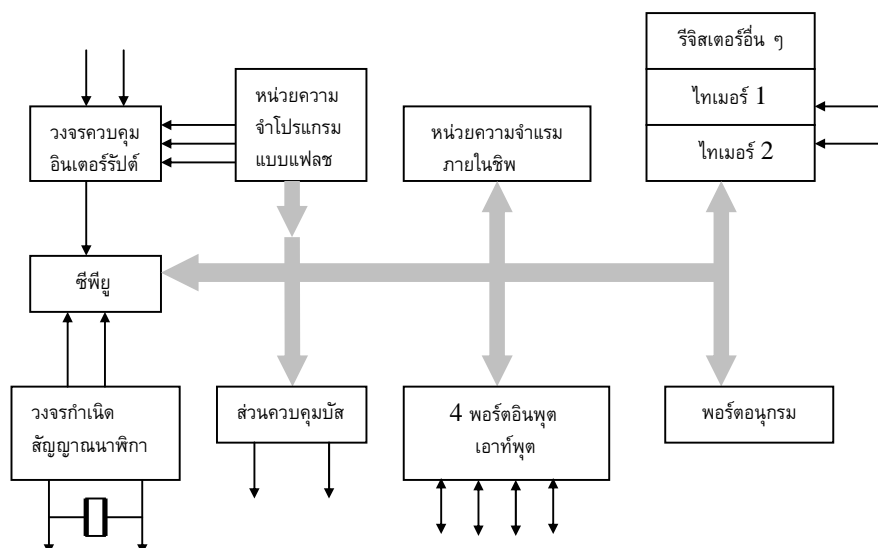 รีจิสเตอร์อื่น ๆ
หน่วยความ
จำโปรแกรม
แบบแฟลช
ไทเมอร์ 1
วงจรควบคุม
อินเตอร์รัปต์
หน่วยความจำแรม
ภายในชิพ
ไทเมอร์ 2
ซีพียู
วงจรกำเนิด
สัญญาณนาฬิกา
ส่วนควบคุมบัส
4 พอร์ตอินพุต
เอาท์พุต
พอร์ตอนุกรม